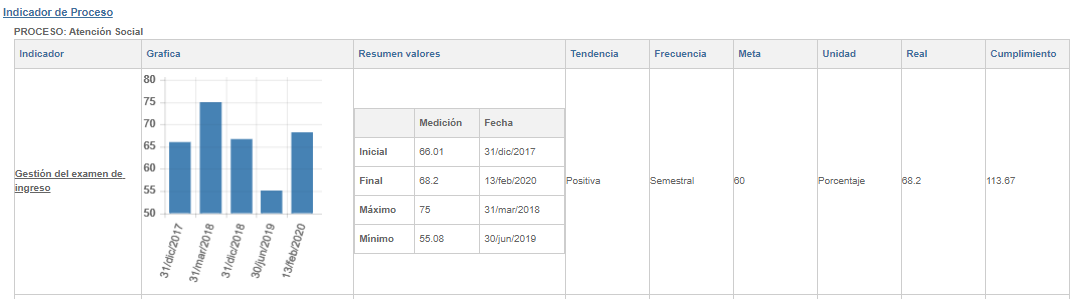 Indicador de Proceso
PROCESO: Atención Social
Indicador Grafica Resumen valores Tendencia Frecuencia Meta Unidad Real Cumplimiento
Gestión del examen de
ingreso
80
75
70
65
60
55
50
31/dic/2017
31/mar/2018
31/dic/2018
30/jun/2019
13/feb/2020
Medición Fecha
Inicial 66.01 31/dic/2017
Final 68.2 13/feb/2020
Máximo 75 31/mar/2018
Mínimo 55.08 30/jun/2019
Positiva Semestral 60 Porcentaje 68.2 113.67